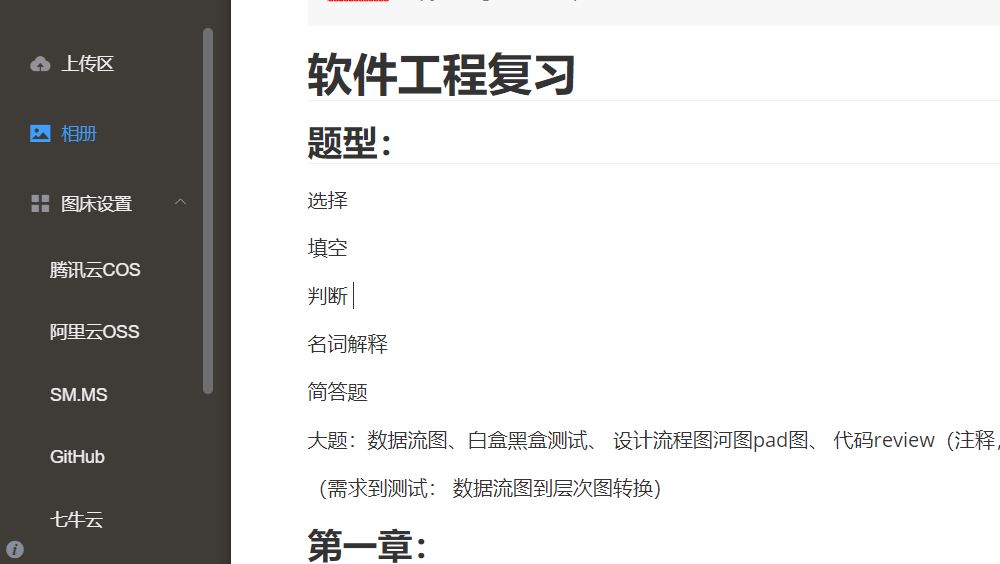 上传区
相册
图床设置
腾讯云COS
阿里云OSS
SM.MS
GitHub
七牛云
软件工程复习
题型：
选择
填空
判断
名词解释
简答题
大题：数据流图、白盒黑盒测试、 设计流程图河图pad图、 代码review（注释，
（需求到测试： 数据流图到层次图转换）
第一章：